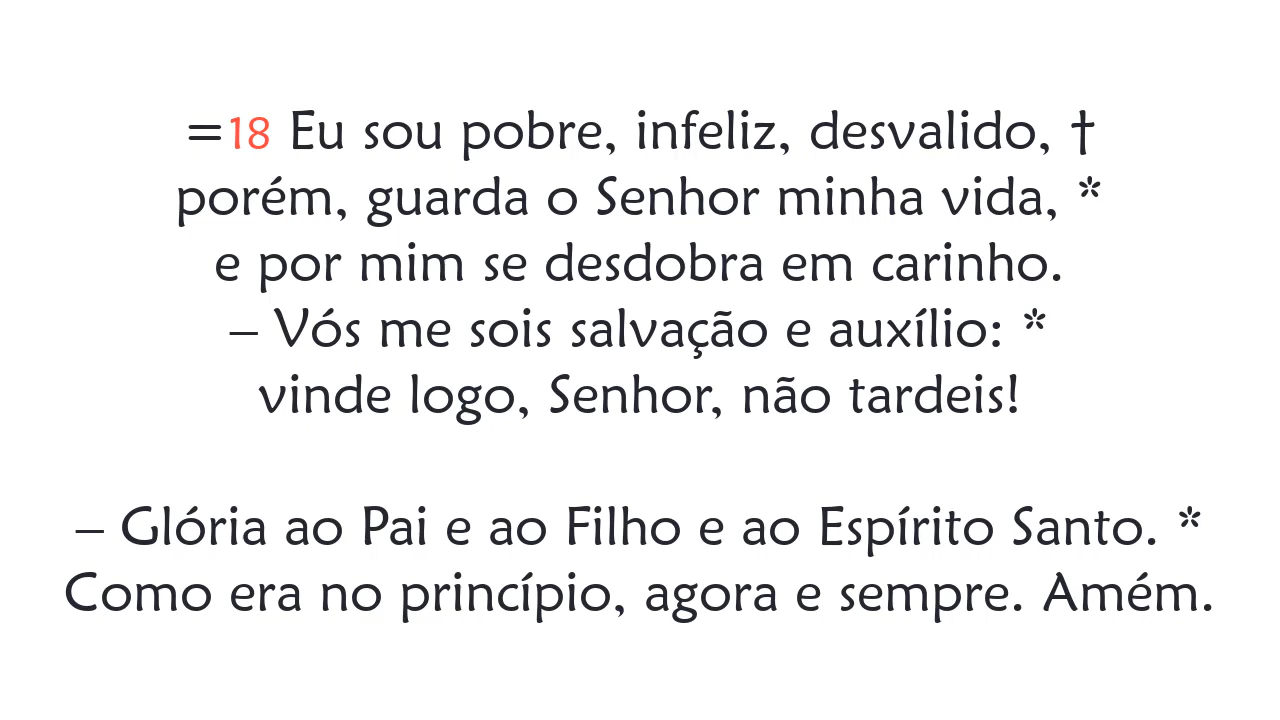 =18 Eu sou pobre, infeliz, desvalido, †
porém, guarda o Senhor minha vida, *
e por mim se desdobra em carinho.
– Vós me sois salvação e auxílio: *
vinde logo, Senhor, não tardeis!
– Glória ao Pai e ao Filho e ao Espírito Santo. *
Como era no princípio, agora e sempre. Amém.